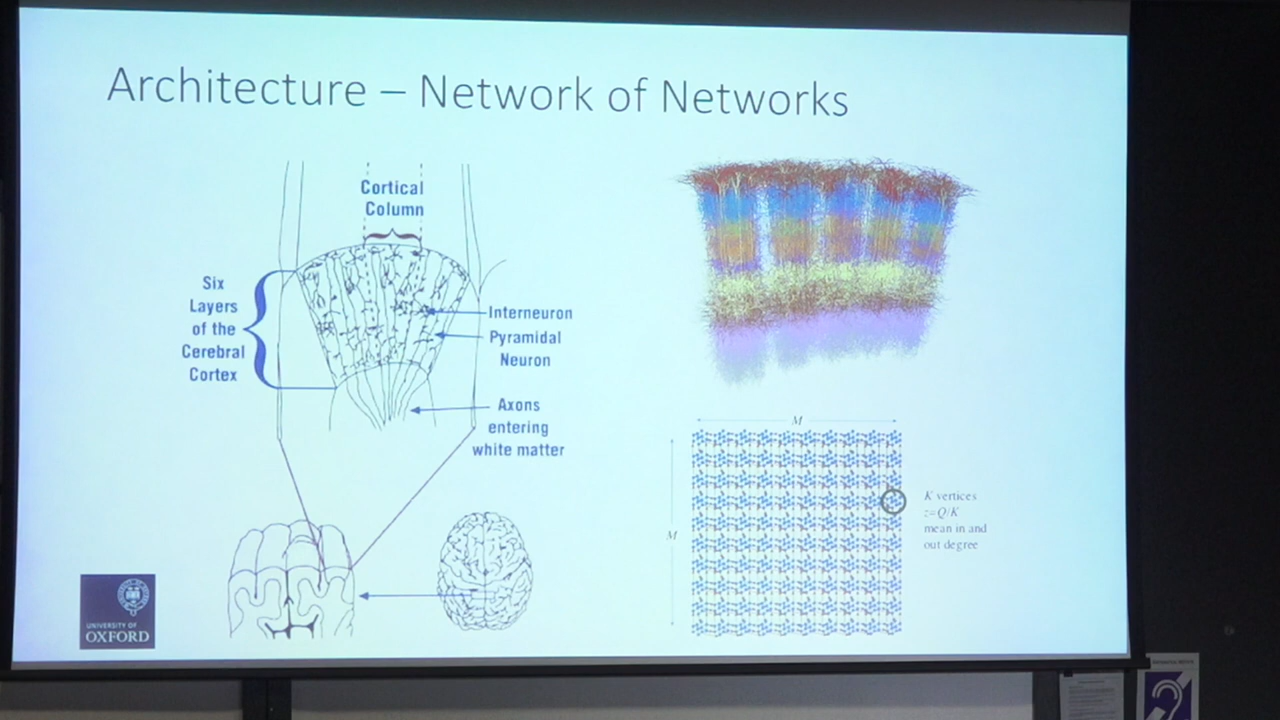 Architecture – Network of Networks
Cortical
Column
Six
Layers
of the
Cerebral
Cortex
Interneuron
Pyramidal
Neuron
Axons
entering
white matter
M
M
K vertices
z=Q/K
mean in and
out degree
UNIVERSITY OF
OXFORD